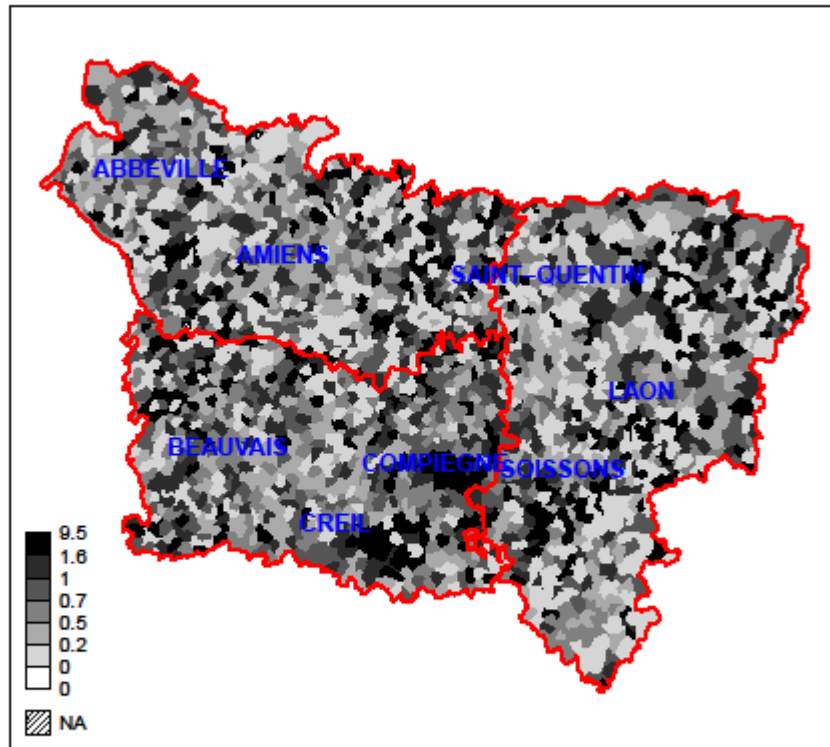 ABBEVILLE
AMIENS
SAINT−QUENTIN
LAON
BEAUVAIS
COMPIEGNE
SOISSONS
CREIL
9.5
1.6
1
0.7
0.5
0.2
0
0
NA